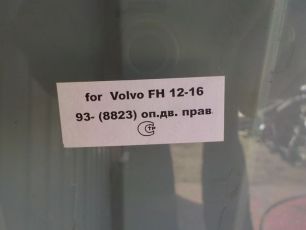 for Volvo FH 12-16
93- (8823) оп.дв. прав.